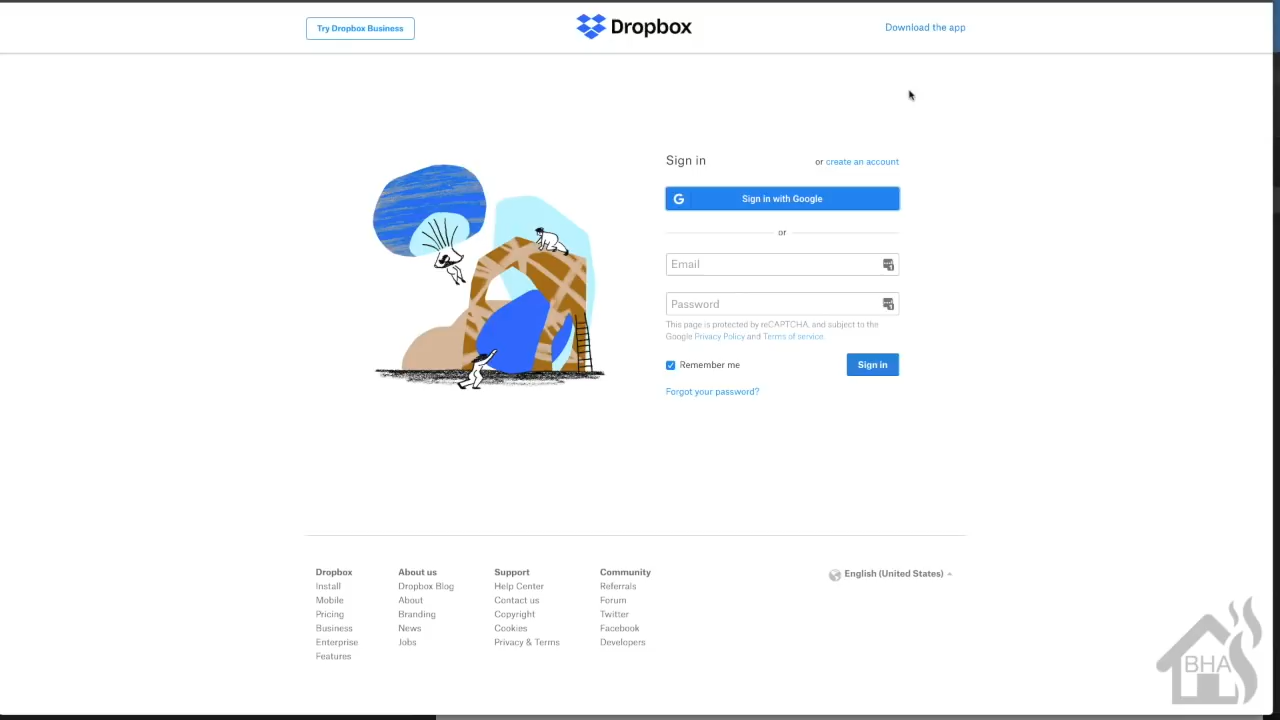 Try Dropbox Business
Dropbox
Download the app
Sign in
or create an account
Sign in with Google
or
Email
Password
This page is protected by reCAPTCHA, and subject to the
Google Privacy Policy and Terms of service.
Remember me
Sign in
Forgot your password?
Dropbox
Install
Mobile
Pricing
Business
Enterprise
Features
About us
Dropbox Blog
About
Branding
News
Jobs
Support
Help Center
Contact us
Copyright
Cookies
Privacy & Terms
Community
Referrals
Forum
Twitter
Facebook
Developers
English (United States)
BHA